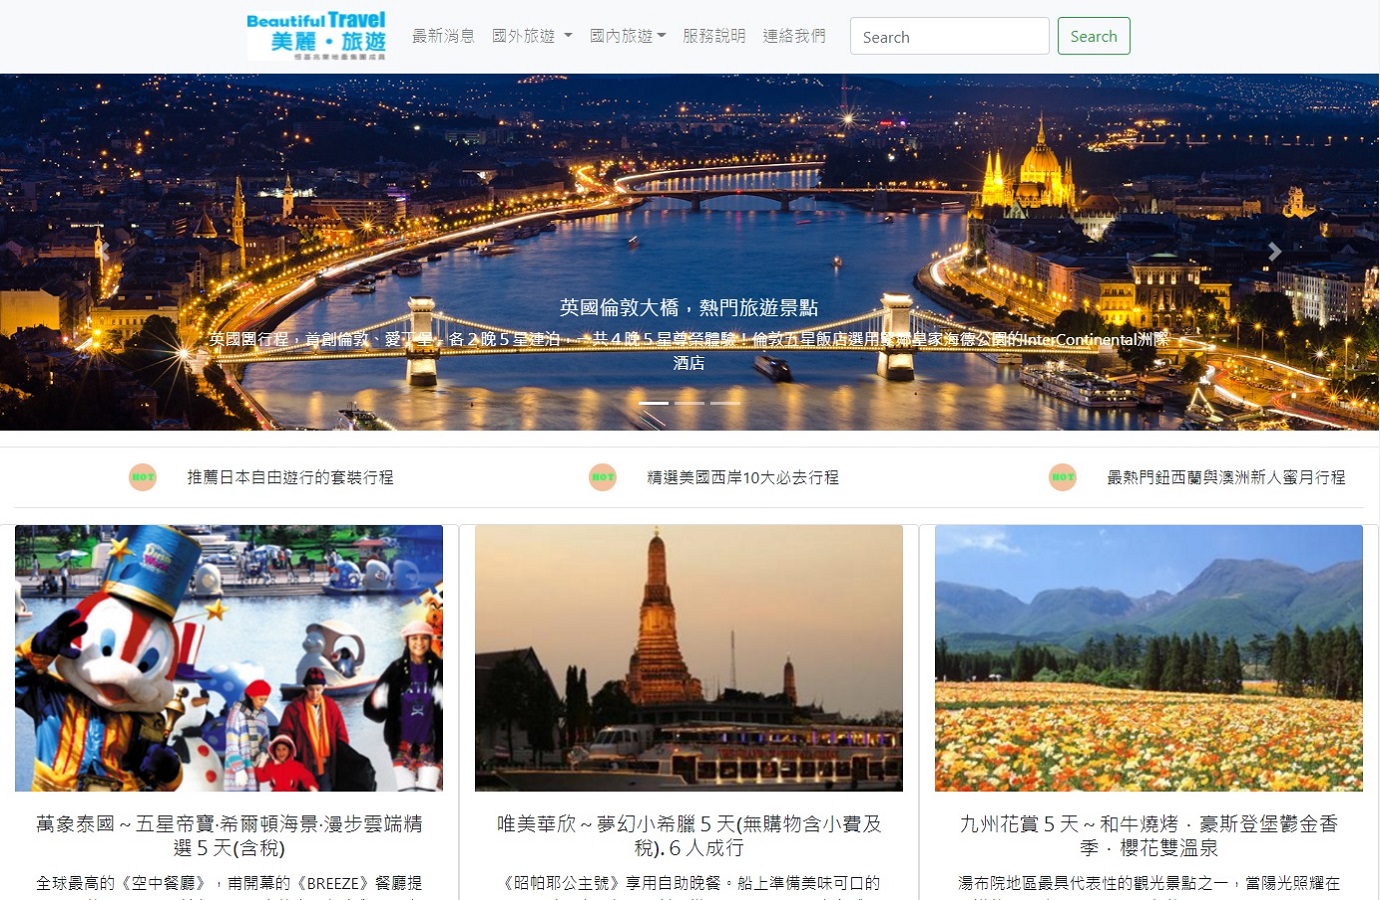 Beautiful Travel
美麗・旅遊
最新消息 國外旅遊 國內旅遊 服務說明 連絡我們 Search Search
英國倫敦大橋，熱門旅遊景點
英國團行程，首創倫敦、愛丁堡，各２晚５星連泊，一共４晚５星尊榮體驗！倫敦五星飯店選用緊鄰皇家海德公園的InterContinental洲際
酒店
HOT 推薦日本自由遊行的套裝行程
HOT 精選美國西岸10大必去行程
HOT 最熱門鈕西蘭與澳洲新人蜜月行程
萬象泰國～五星帝寶‧希爾頓海景‧漫步雲端精
選５天(含稅)
全球最高的《空中餐廳》，甫開幕的《BREEZE》餐廳提
唯美華欣～夢幻小希臘５天(無購物含小費及
稅).６人成行
《昭帕耶公主號》享用自助晚餐。船上準備美味可口的
九州花賞５天～和牛燒烤．豪斯登堡鬱金香
季．櫻花雙溫泉
湯布院地區最具代表性的觀光景點之一，當陽光照耀在